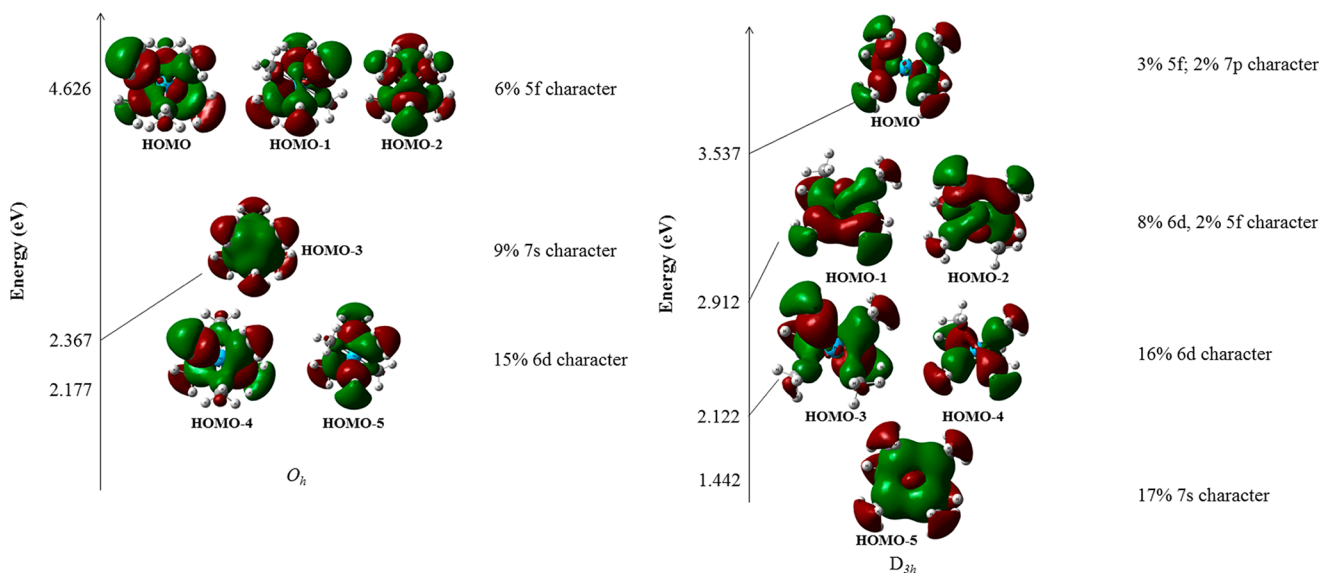 Energy (eV)
4.626
HOMO
HOMO-1
HOMO-2
6% 5f character
HOMO-3
9% 7s character
2.367
2.177
HOMO-4
HOMO-5
15% 6d character
Oh
Energy (eV)
HOMO
3% 5f; 2% 7p character
3.537
HOMO-1
HOMO-2
8% 6d, 2% 5f character
2.912
HOMO-3
HOMO-4
16% 6d character
2.122
1.442
HOMO-5
17% 7s character
D3h